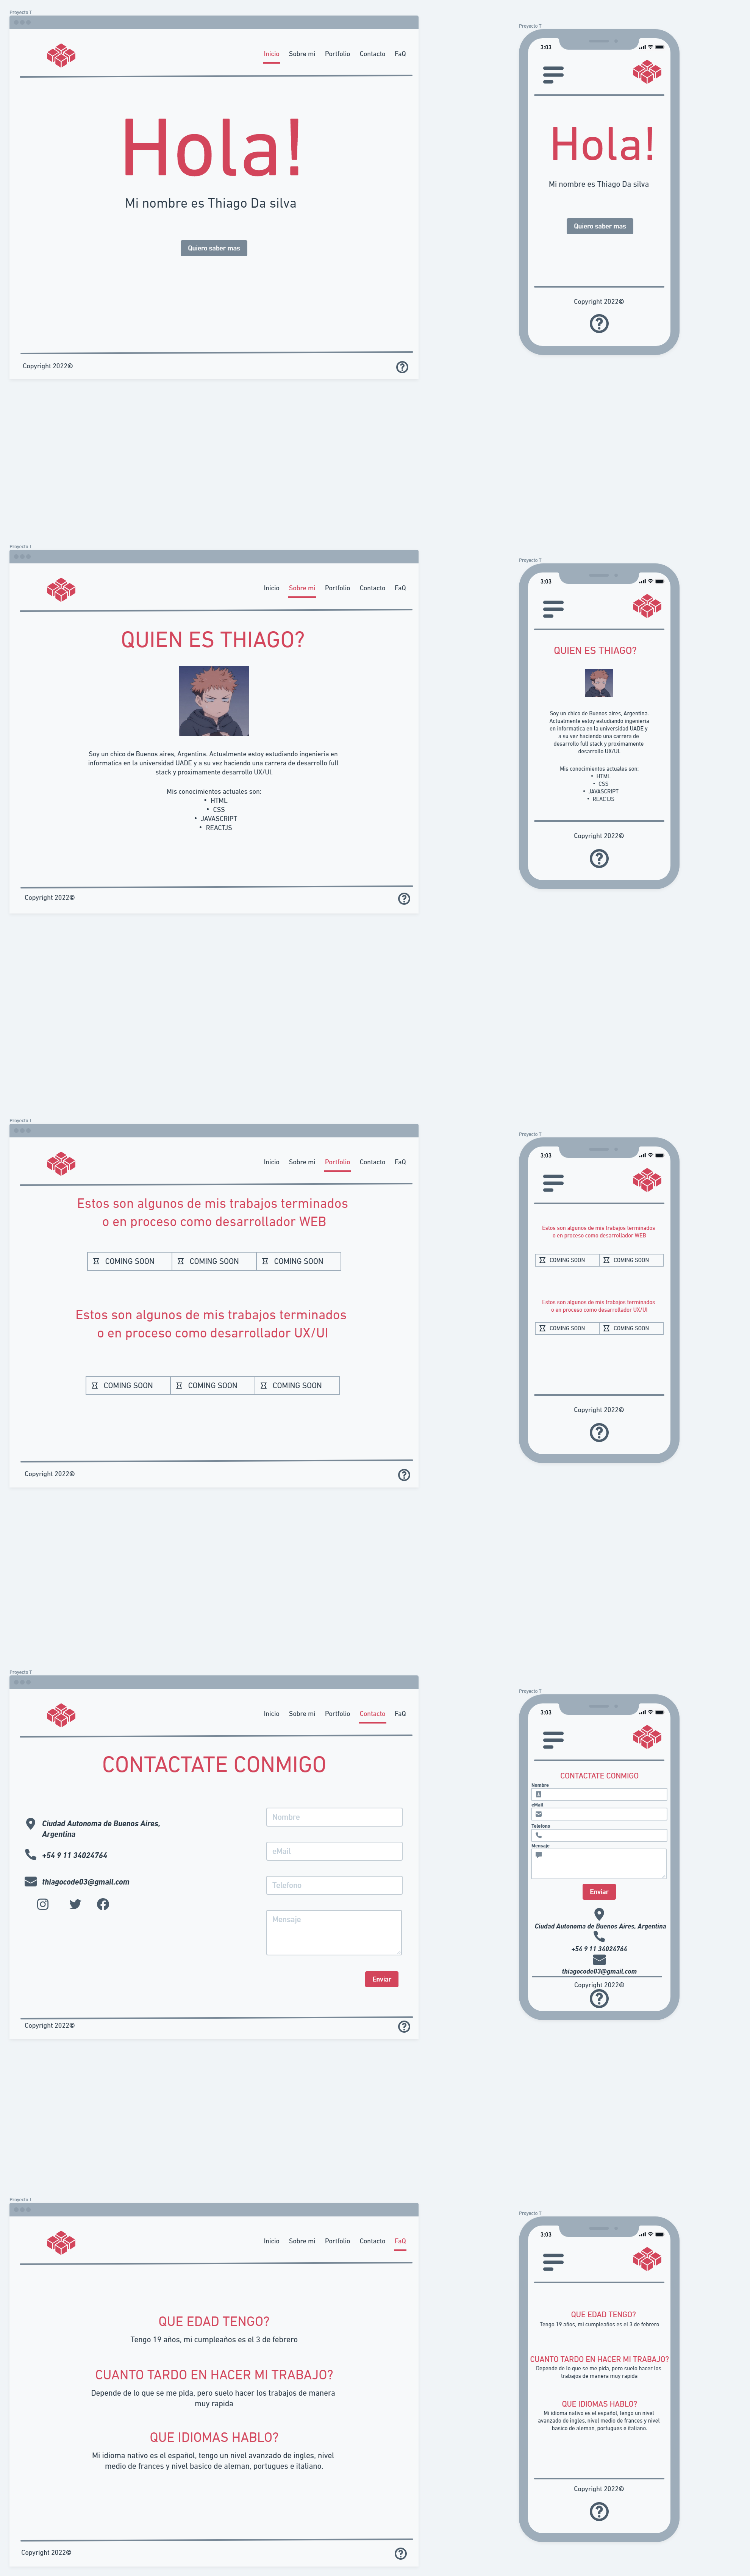 Proyecto T
Inicio Sobre mi Portfolio Contacto FaQ
Hola!
Mi nombre es Thiago Da silva
Quiero saber mas
Copyright 2022©
Proyecto T
3:03
Hola!
Mi nombre es Thiago Da silva
Quiero saber mas
Copyright 2022©
Proyecto T
Inicio Sobre mi Portfolio Contacto FaQ
QUIEN ES THIAGO?
Soy un chico de Buenos aires, Argentina. Actualmente estoy estudiando ingenieria en
informatica en la universidad UADE y a su vez haciendo una carrera de desarrollo full
stack y proximamente desarrollo UX/UI.
Mis conocimientos actuales son:
• HTML
• CSS
• JAVASCRIPT
• REACTJS
Copyright 2022©
Proyecto T
3:03
QUIEN ES THIAGO?
Soy un chico de Buenos aires, Argentina.
Actualmente estoy estudiando ingenieria
en informatica en la universidad UADE y
a su vez haciendo una carrera de
desarrollo full stack y proximamente
desarrollo UX/UI.
Mis conocimientos actuales son:
• HTML
• CSS
• JAVASCRIPT
• REACTJS
Copyright 2022©
Proyecto T
Inicio Sobre mi Portfolio Contacto FaQ
Estos son algunos de mis trabajos terminados
o en proceso como desarrollador WEB
COMING SOON COMING SOON COMING SOON
Estos son algunos de mis trabajos terminados
o en proceso como desarrollador UX/UI
COMING SOON COMING SOON COMING SOON
Copyright 2022©
Proyecto T
3:03
Estos son algunos de mis trabajos terminados
o en proceso como desarrollador WEB
COMING SOON COMING SOON
Estos son algunos de mis trabajos terminados
o en proceso como desarrollador UX/UI
COMING SOON COMING SOON
Copyright 2022©
Proyecto T
Inicio Sobre mi Portfolio Contacto FaQ
CONTACTATE CONMIGO
Ciudad Autonoma de Buenos Aires,
Argentina
+54 9 11 34024764
thiagocode03@gmail.com
Nombre
eMail
Telefono
Mensaje
Enviar
Copyright 2022©
Proyecto T
3:03
CONTACTATE CONMIGO
Nombre
eMail
Telefono
Mensaje
Enviar
Ciudad Autonoma de Buenos Aires, Argentina
+54 9 11 34024764
thiagocode03@gmail.com
Copyright 2022©
Proyecto T
Inicio Sobre mi Portfolio Contacto FaQ
QUE EDAD TENGO?
Tengo 19 años, mi cumpleaños es el 3 de febrero
CUANTO TARDO EN HACER MI TRABAJO?
Depende de lo que se me pida, pero suelo hacer los trabajos de manera
muy rapida
QUE IDIOMAS HABLO?
Mi idioma nativo es el español, tengo un nivel avanzado de ingles, nivel
medio de frances y nivel basico de aleman, portugues e italiano.
Copyright 2022©
Proyecto T
3:03
QUE EDAD TENGO?
Tengo 19 años, mi cumpleaños es el 3 de febrero
CUANTO TARDO EN HACER MI TRABAJO?
Depende de lo que se me pida, pero suelo hacer los
trabajos de manera muy rapida
QUE IDIOMAS HABLO?
Mi idioma nativo es el español, tengo un nivel
avanzado de ingles, nivel medio de frances y nivel
basico de aleman, portugues e italiano.
Copyright 2022©